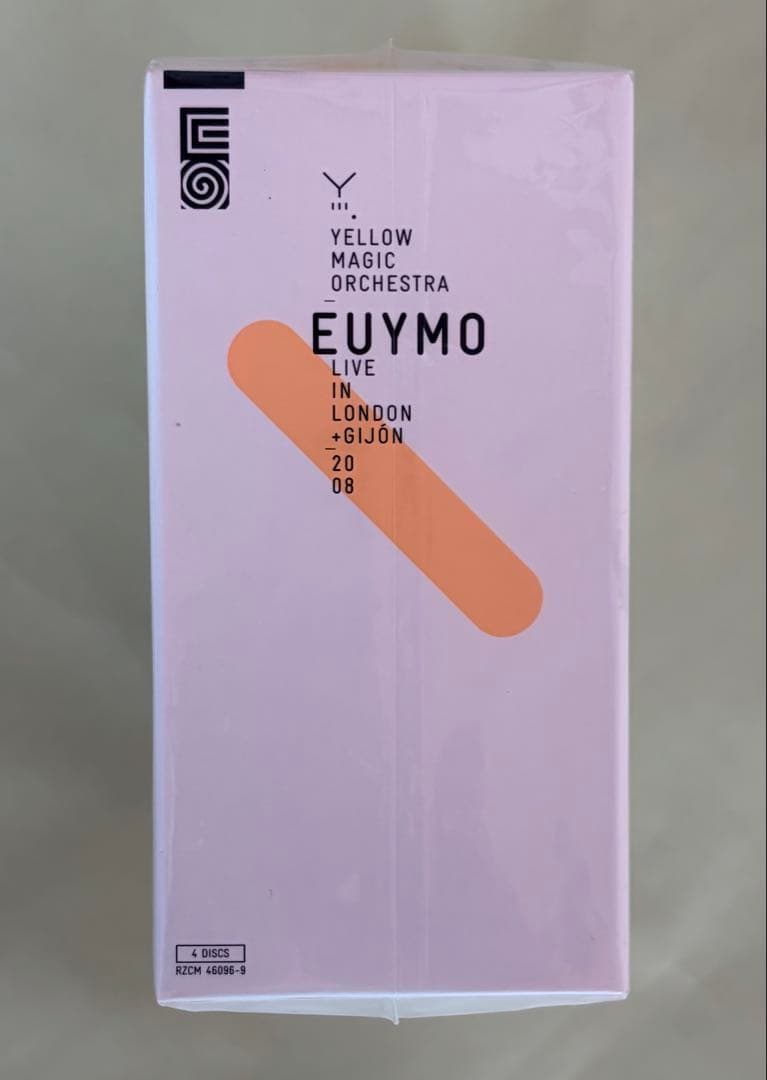 YELLOW
MAGIC
ORCHESTRA
EUYMO
LIVE
IN
LONDON
+GIJÓN
20
08
4 DISCS
RZCM 46096-9